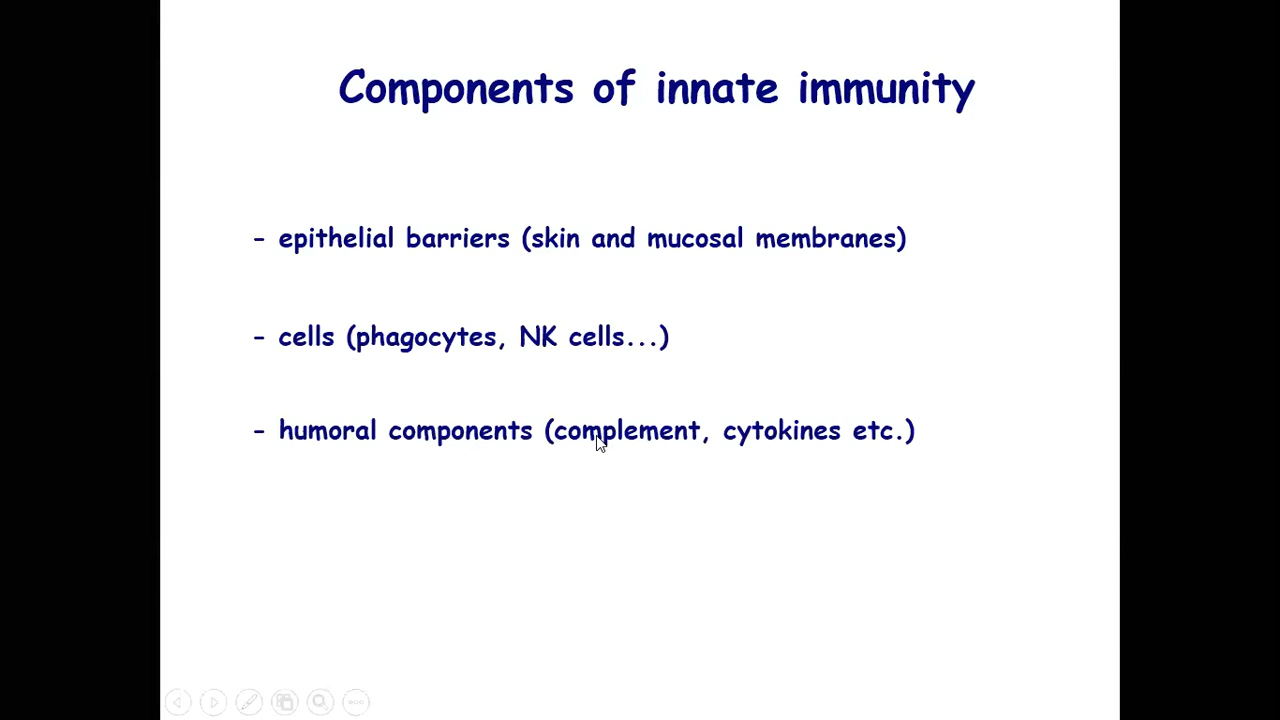 Components of innate immunity
- epithelial barriers (skin and mucosal membranes)
- cells (phagocytes, NK cells...)
- humoral components (complement, cytokines etc.)